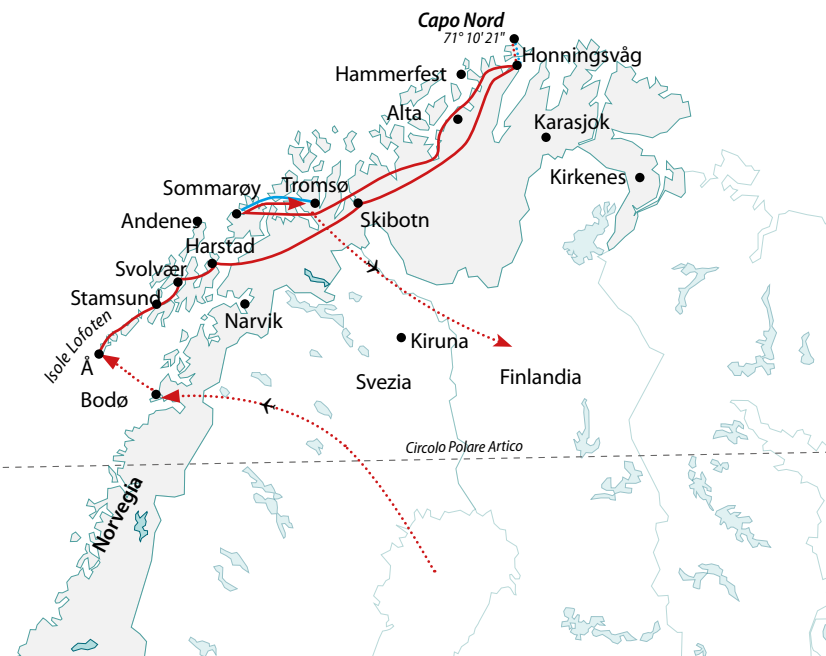 Capo Nord
71° 10' 21"
Honningsvåg
Hammerfest
Alta
Karasjok
Kirkenes
Sommarøy
Tromsø
Andenes
Skibotn
Harstad
Svolvær
Stamsund
Narvik
Isole Lofoten
Kiruna
Å
Svezia
Finlandia
Bodø
Circolo Polare Artico
Norvegia